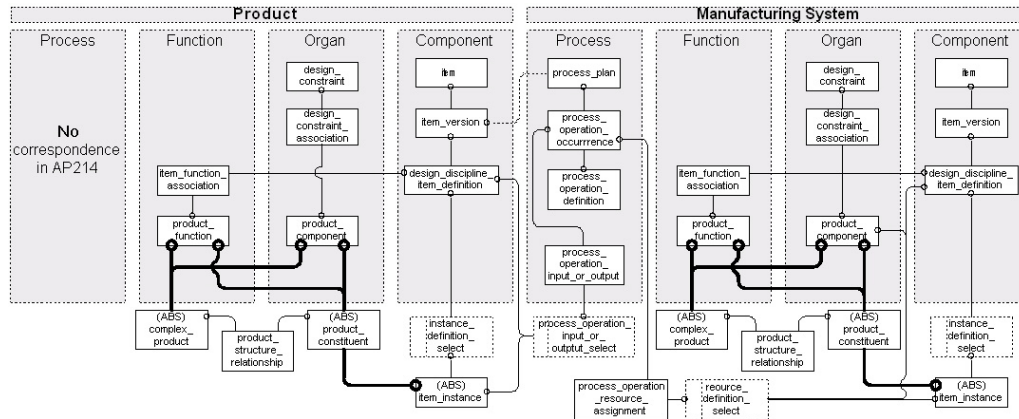 Product
Manufacturing System
Process
Function
Organ
Component
Process
Function
Organ
Component
No
correspondence
in AP214
design_
constraint
design_
constraint_
association
item_function_
association
product_
function
product_
component
item
item_version
design_discipline_
item_definition
process_plan
process_
operation_
occurrrence
process_
operation_
definition
process_
operation_
input_or_output
design_
constraint
design_
constraint_
association
item_function_
association
product_
function
product_
component
item
item_version
design_discipline_
item_definition
(ABS)
complex_
product
product_
structure_
relationship
(ABS)
product_
constituent
instance_
definition_
select
(ABS)
item_instance
process_operation_
input_or_
outptut_select
process_operation
_resource_
assignment
reource_
definition_
select
(ABS)
complex_
product
product_
structure_
relationship
(ABS)
product_
constituent
instance_
definition_
select
(ABS)
item_instance